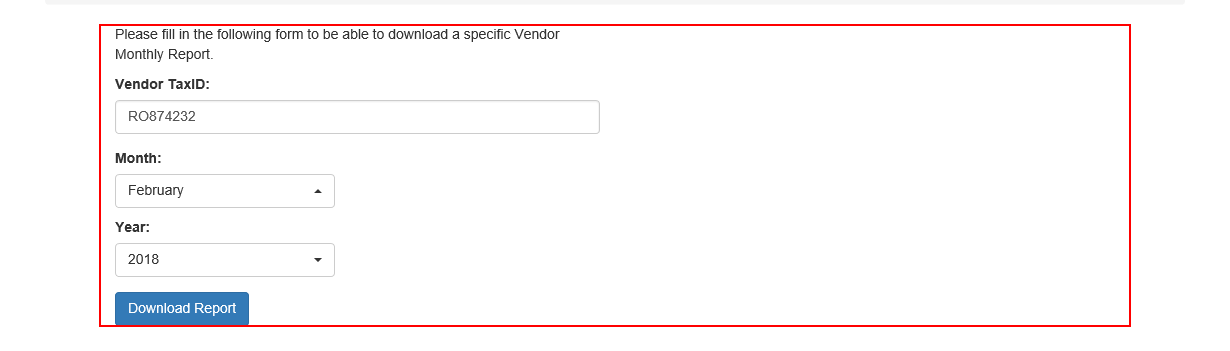 Please fill in the following form to be able to download a specific Vendor
Monthly Report.
Vendor TaxID:
RO874232
Month:
February
Year:
2018
Download Report